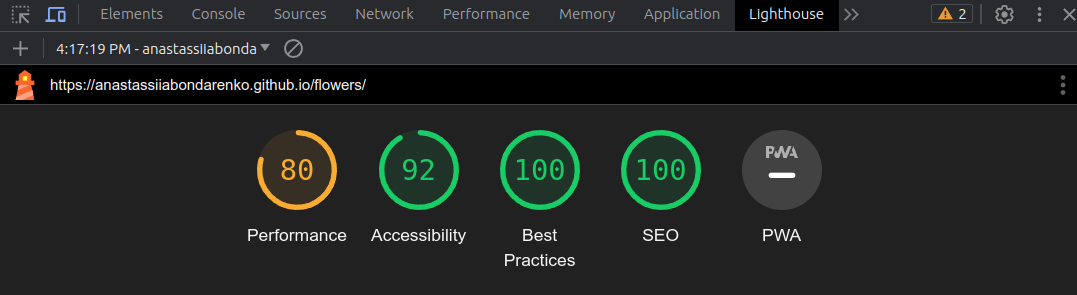 Elements Console Sources Network Performance Memory Application Lighthouse 2
4:17:19 PM - anastassiiabonda
https://anastassiiabondarenko.github.io/flowers/
80 92 100 100 PWA
Performance Accessibility Best Practices SEO PWA